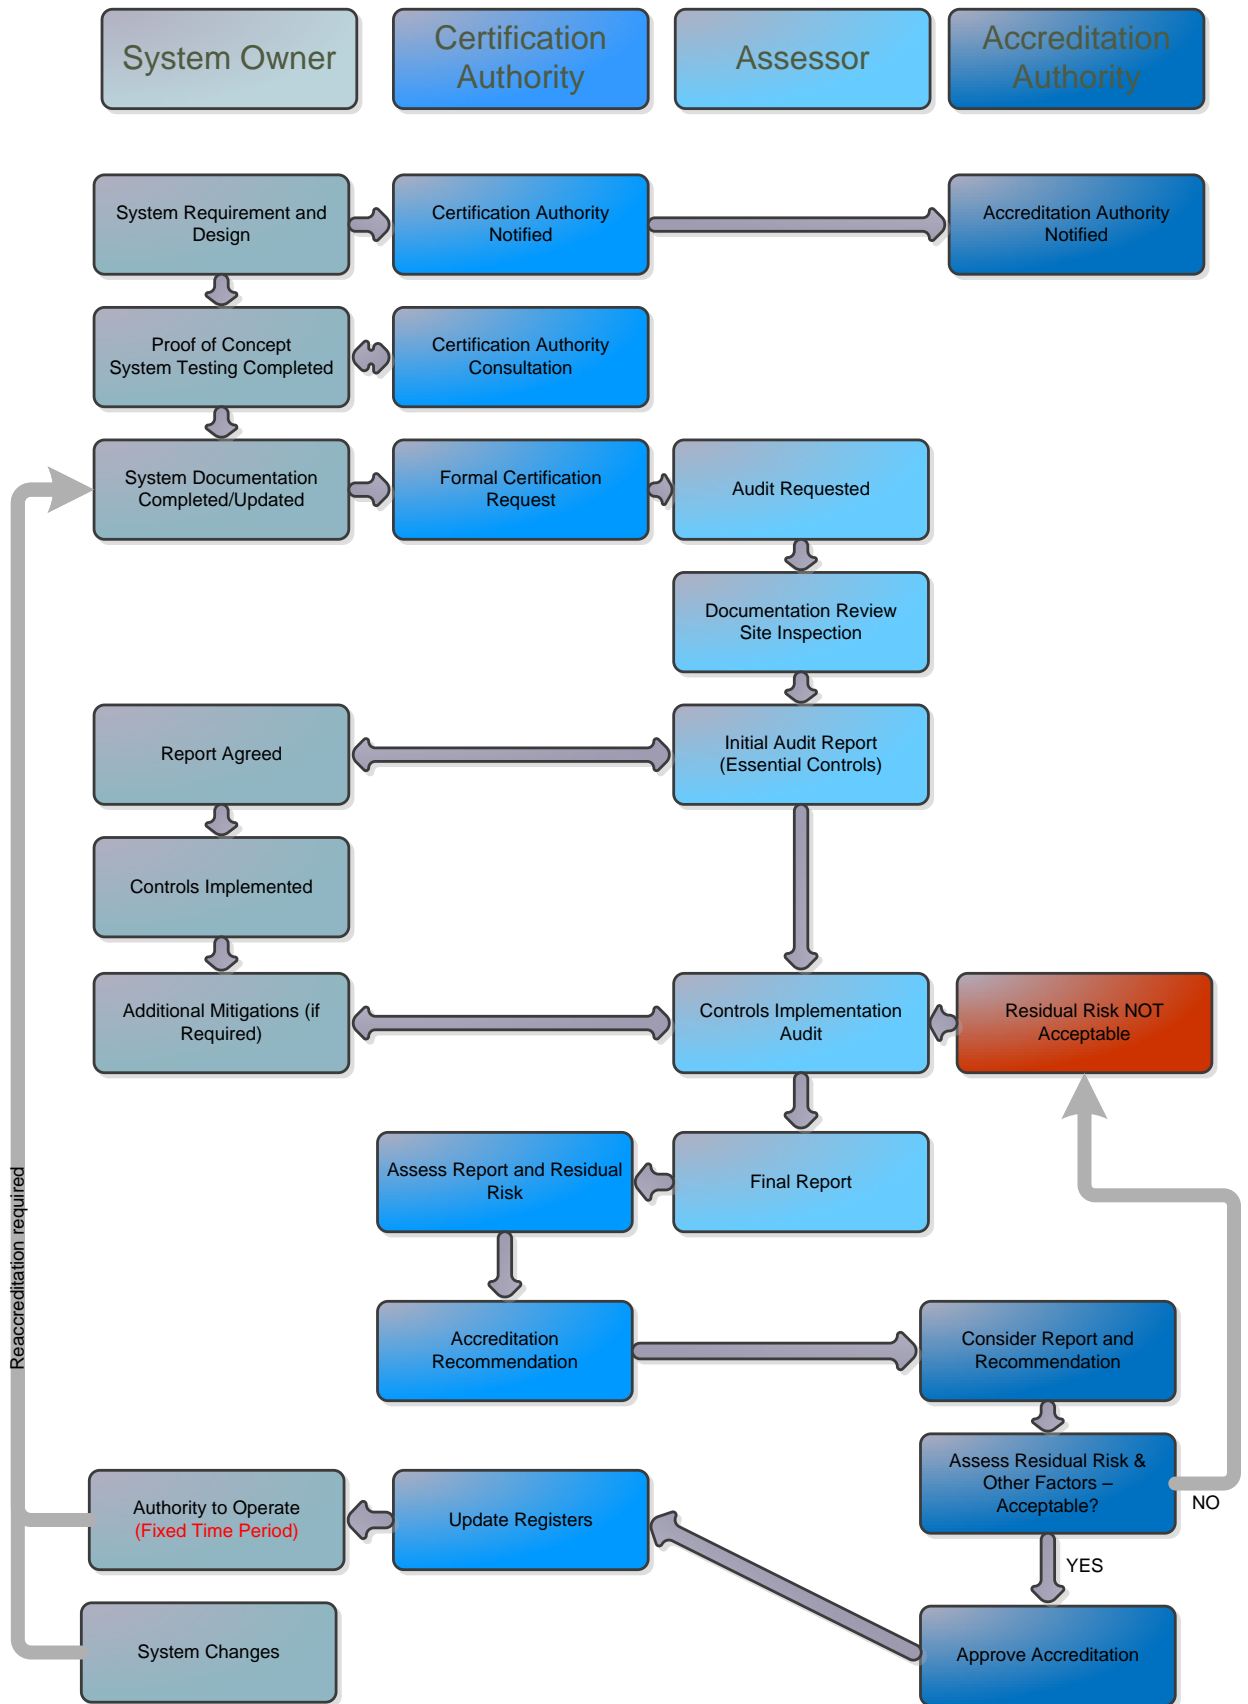 System Owner
Certification
Authority
Assessor
Accreditation
Authority
System Requirement and
Design
Certification Authority
Notified
Accreditation Authority
Notified
Proof of Concept
System Testing Completed
Certification Authority
Consultation
System Documentation
Completed/Updated
Formal Certification
Request
Audit Requested
Documentation Review
Site Inspection
Report Agreed
Initial Audit Report
(Essential Controls)
Controls Implemented
Additional Mitigations (if
Required)
Controls Implementation
Audit
Residual Risk NOT
Acceptable
Assess Report and Residual
Risk
Final Report
Reaccreditation required
Accreditation
Recommendation
Consider Report and
Recommendation
Assess Residual Risk &
Other Factors –
Acceptable?
NO
Authority to Operate
(Fixed Time Period)
Update Registers
YES
System Changes
Approve Accreditation